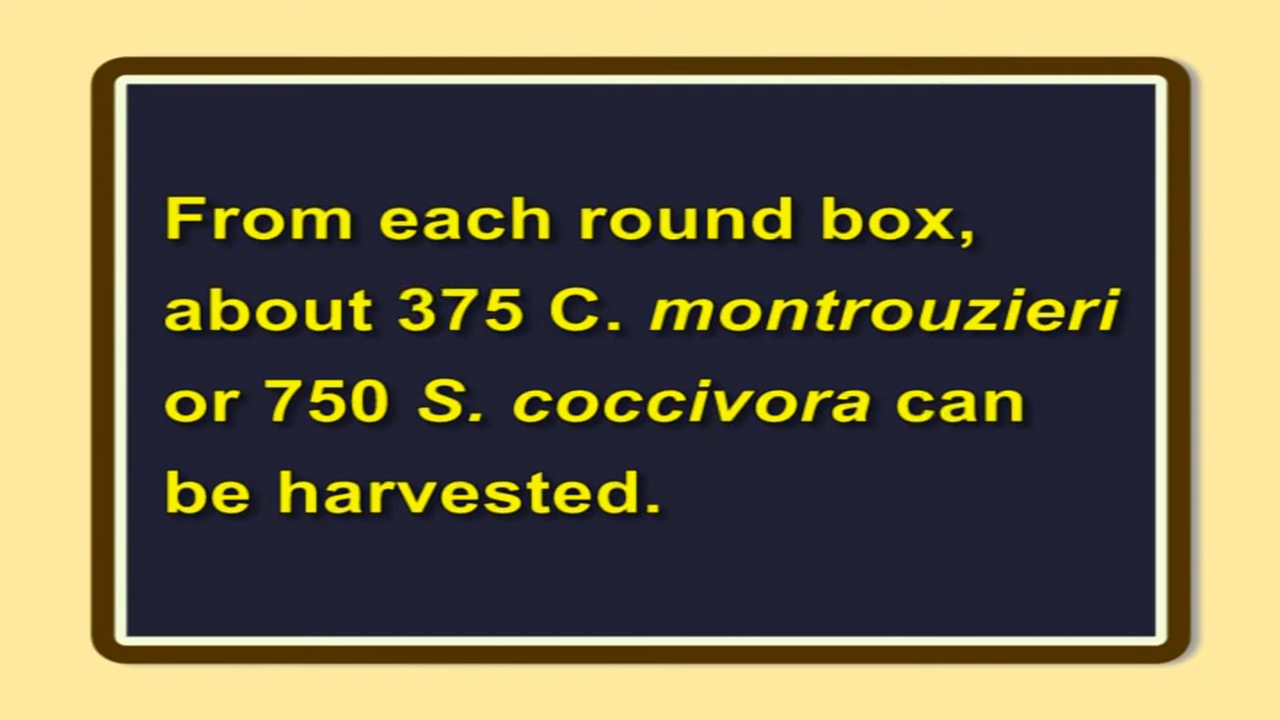 From each round box,
about 375 C. montrouzieri
or 750 S. coccivora can
be harvested.